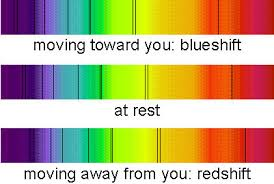 moving toward you: blueshift
at rest
moving away from you: redshift